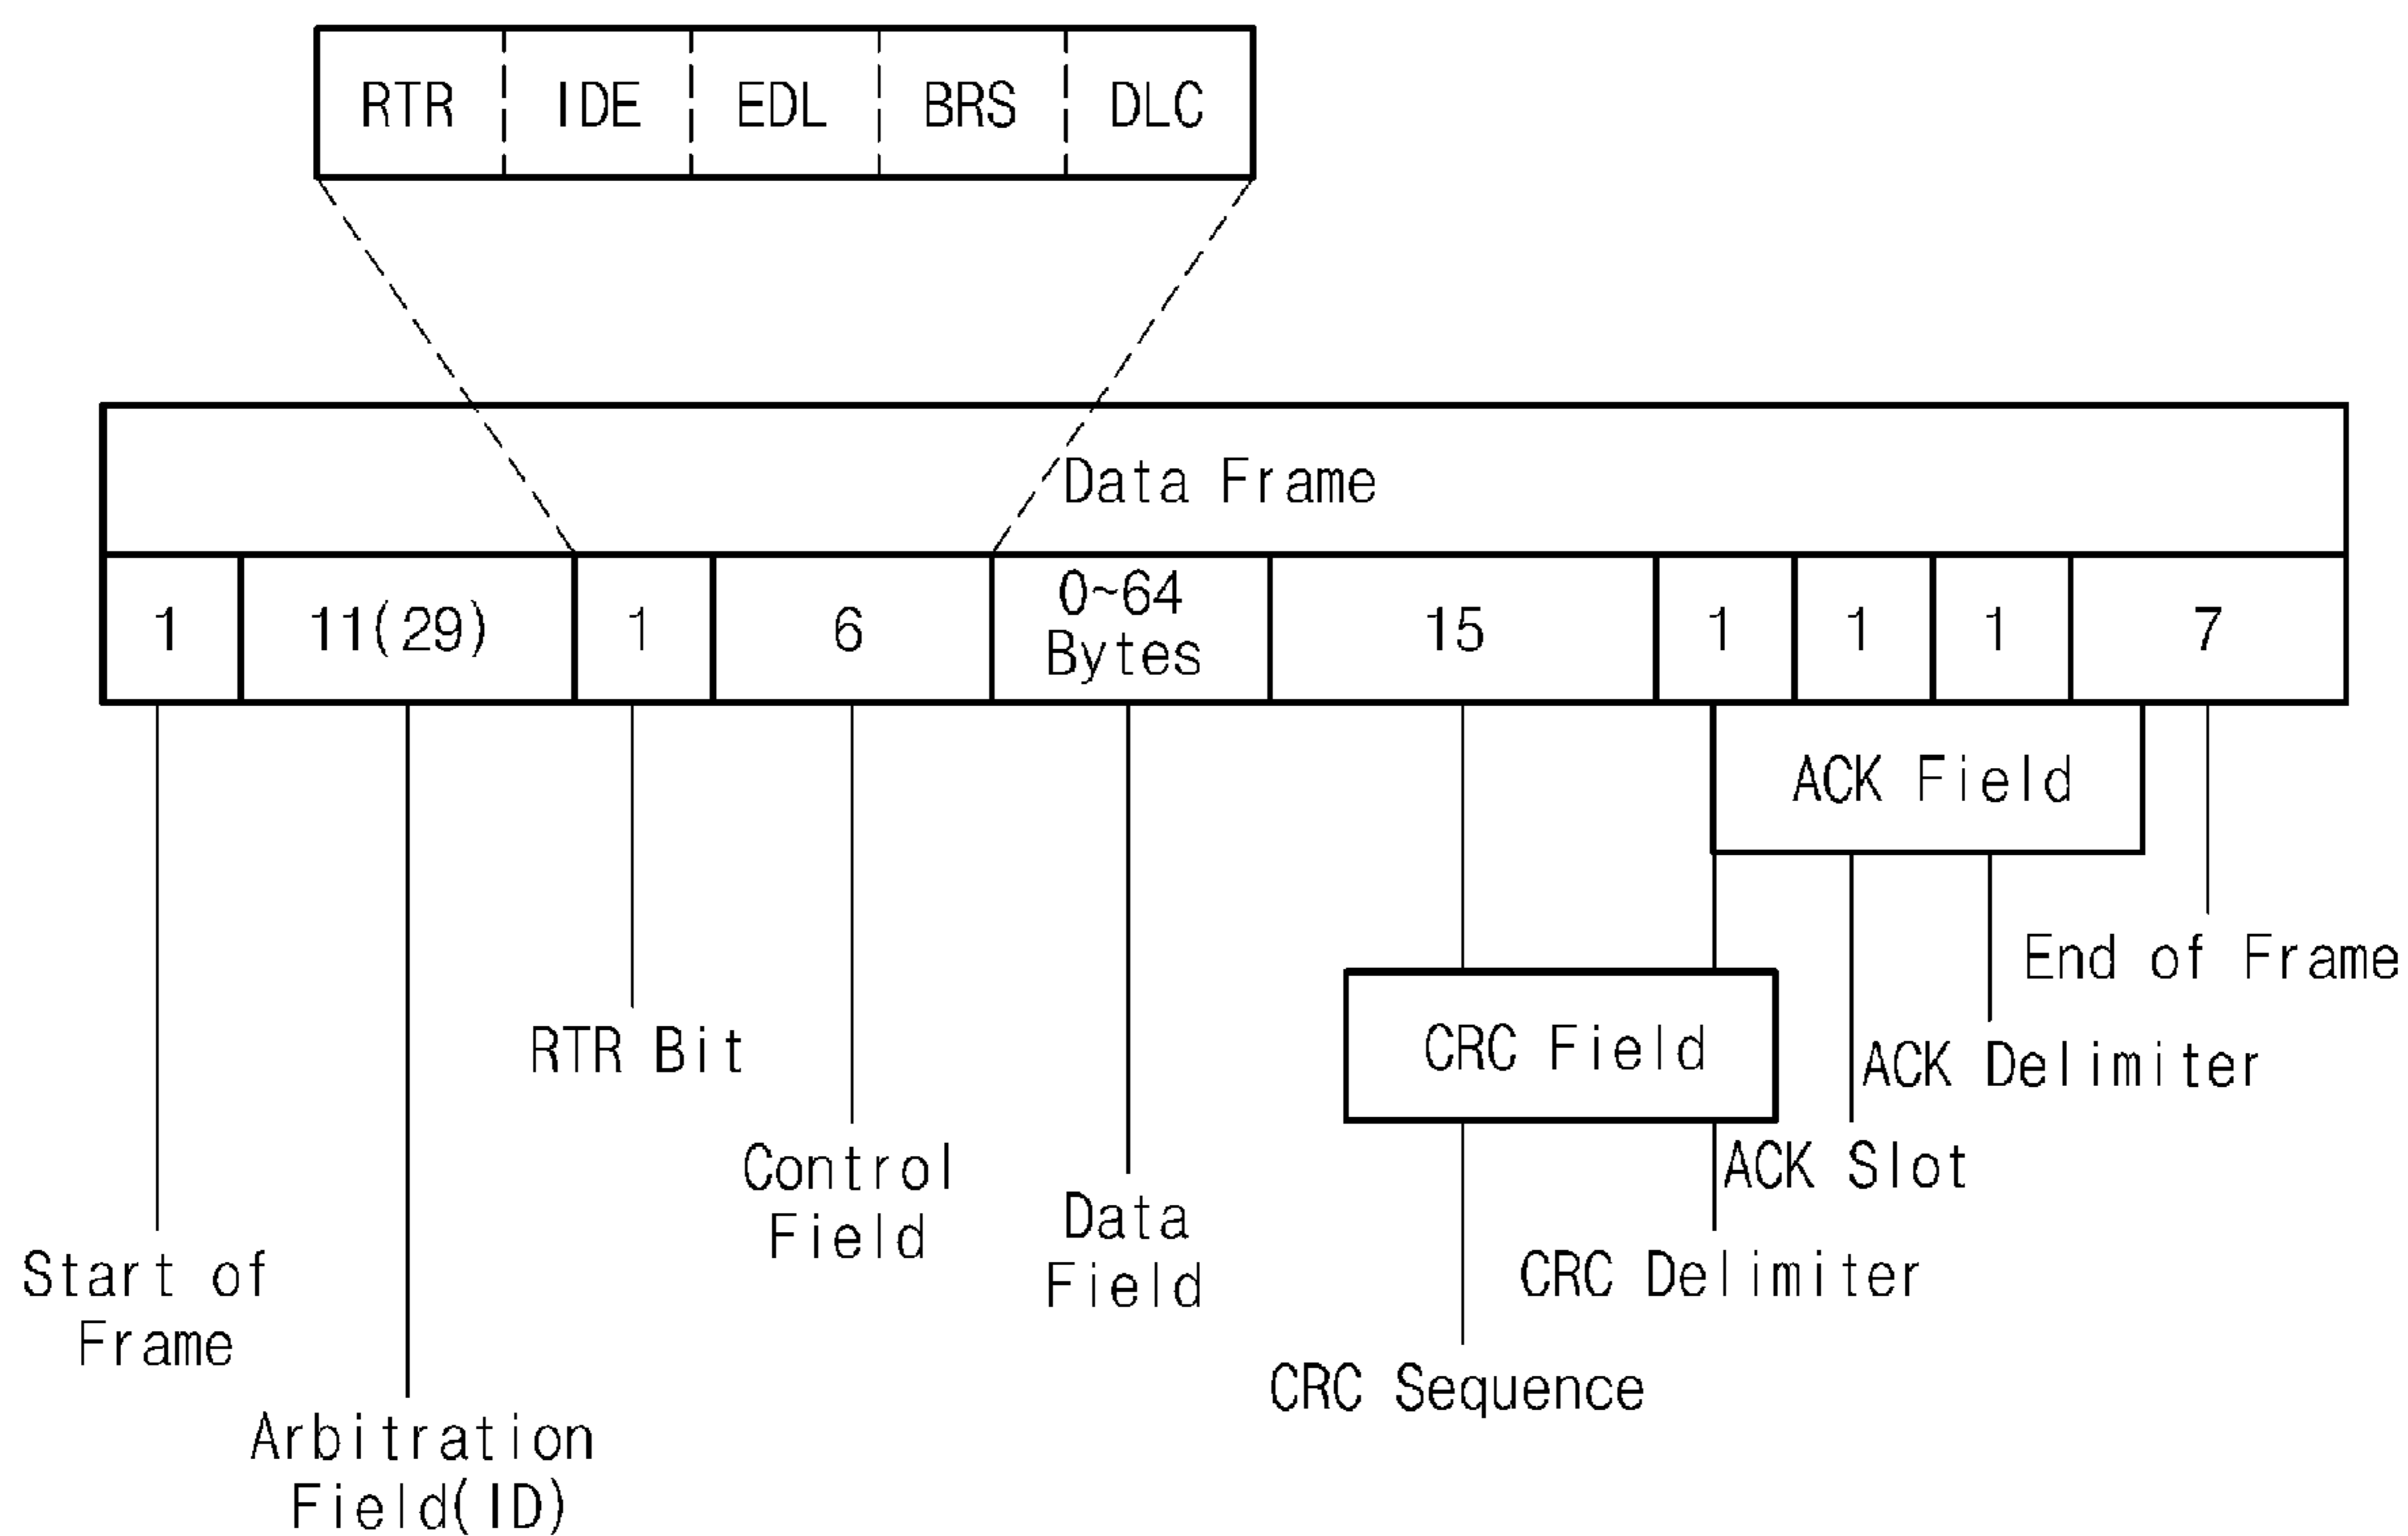 RTR IDE EDL BRS DLC
Data Frame
1 11(29) 1 6 0~64 15 1 1 1 7
Bytes
ACK Field
End of Frame
RTR Bit
CRC Field
ACK Delimiter
Control
Field
ACK Slot
Data
Field
Start of
Frame
CRC Delimiter
CRC Sequence
Arbitration
Field(ID)